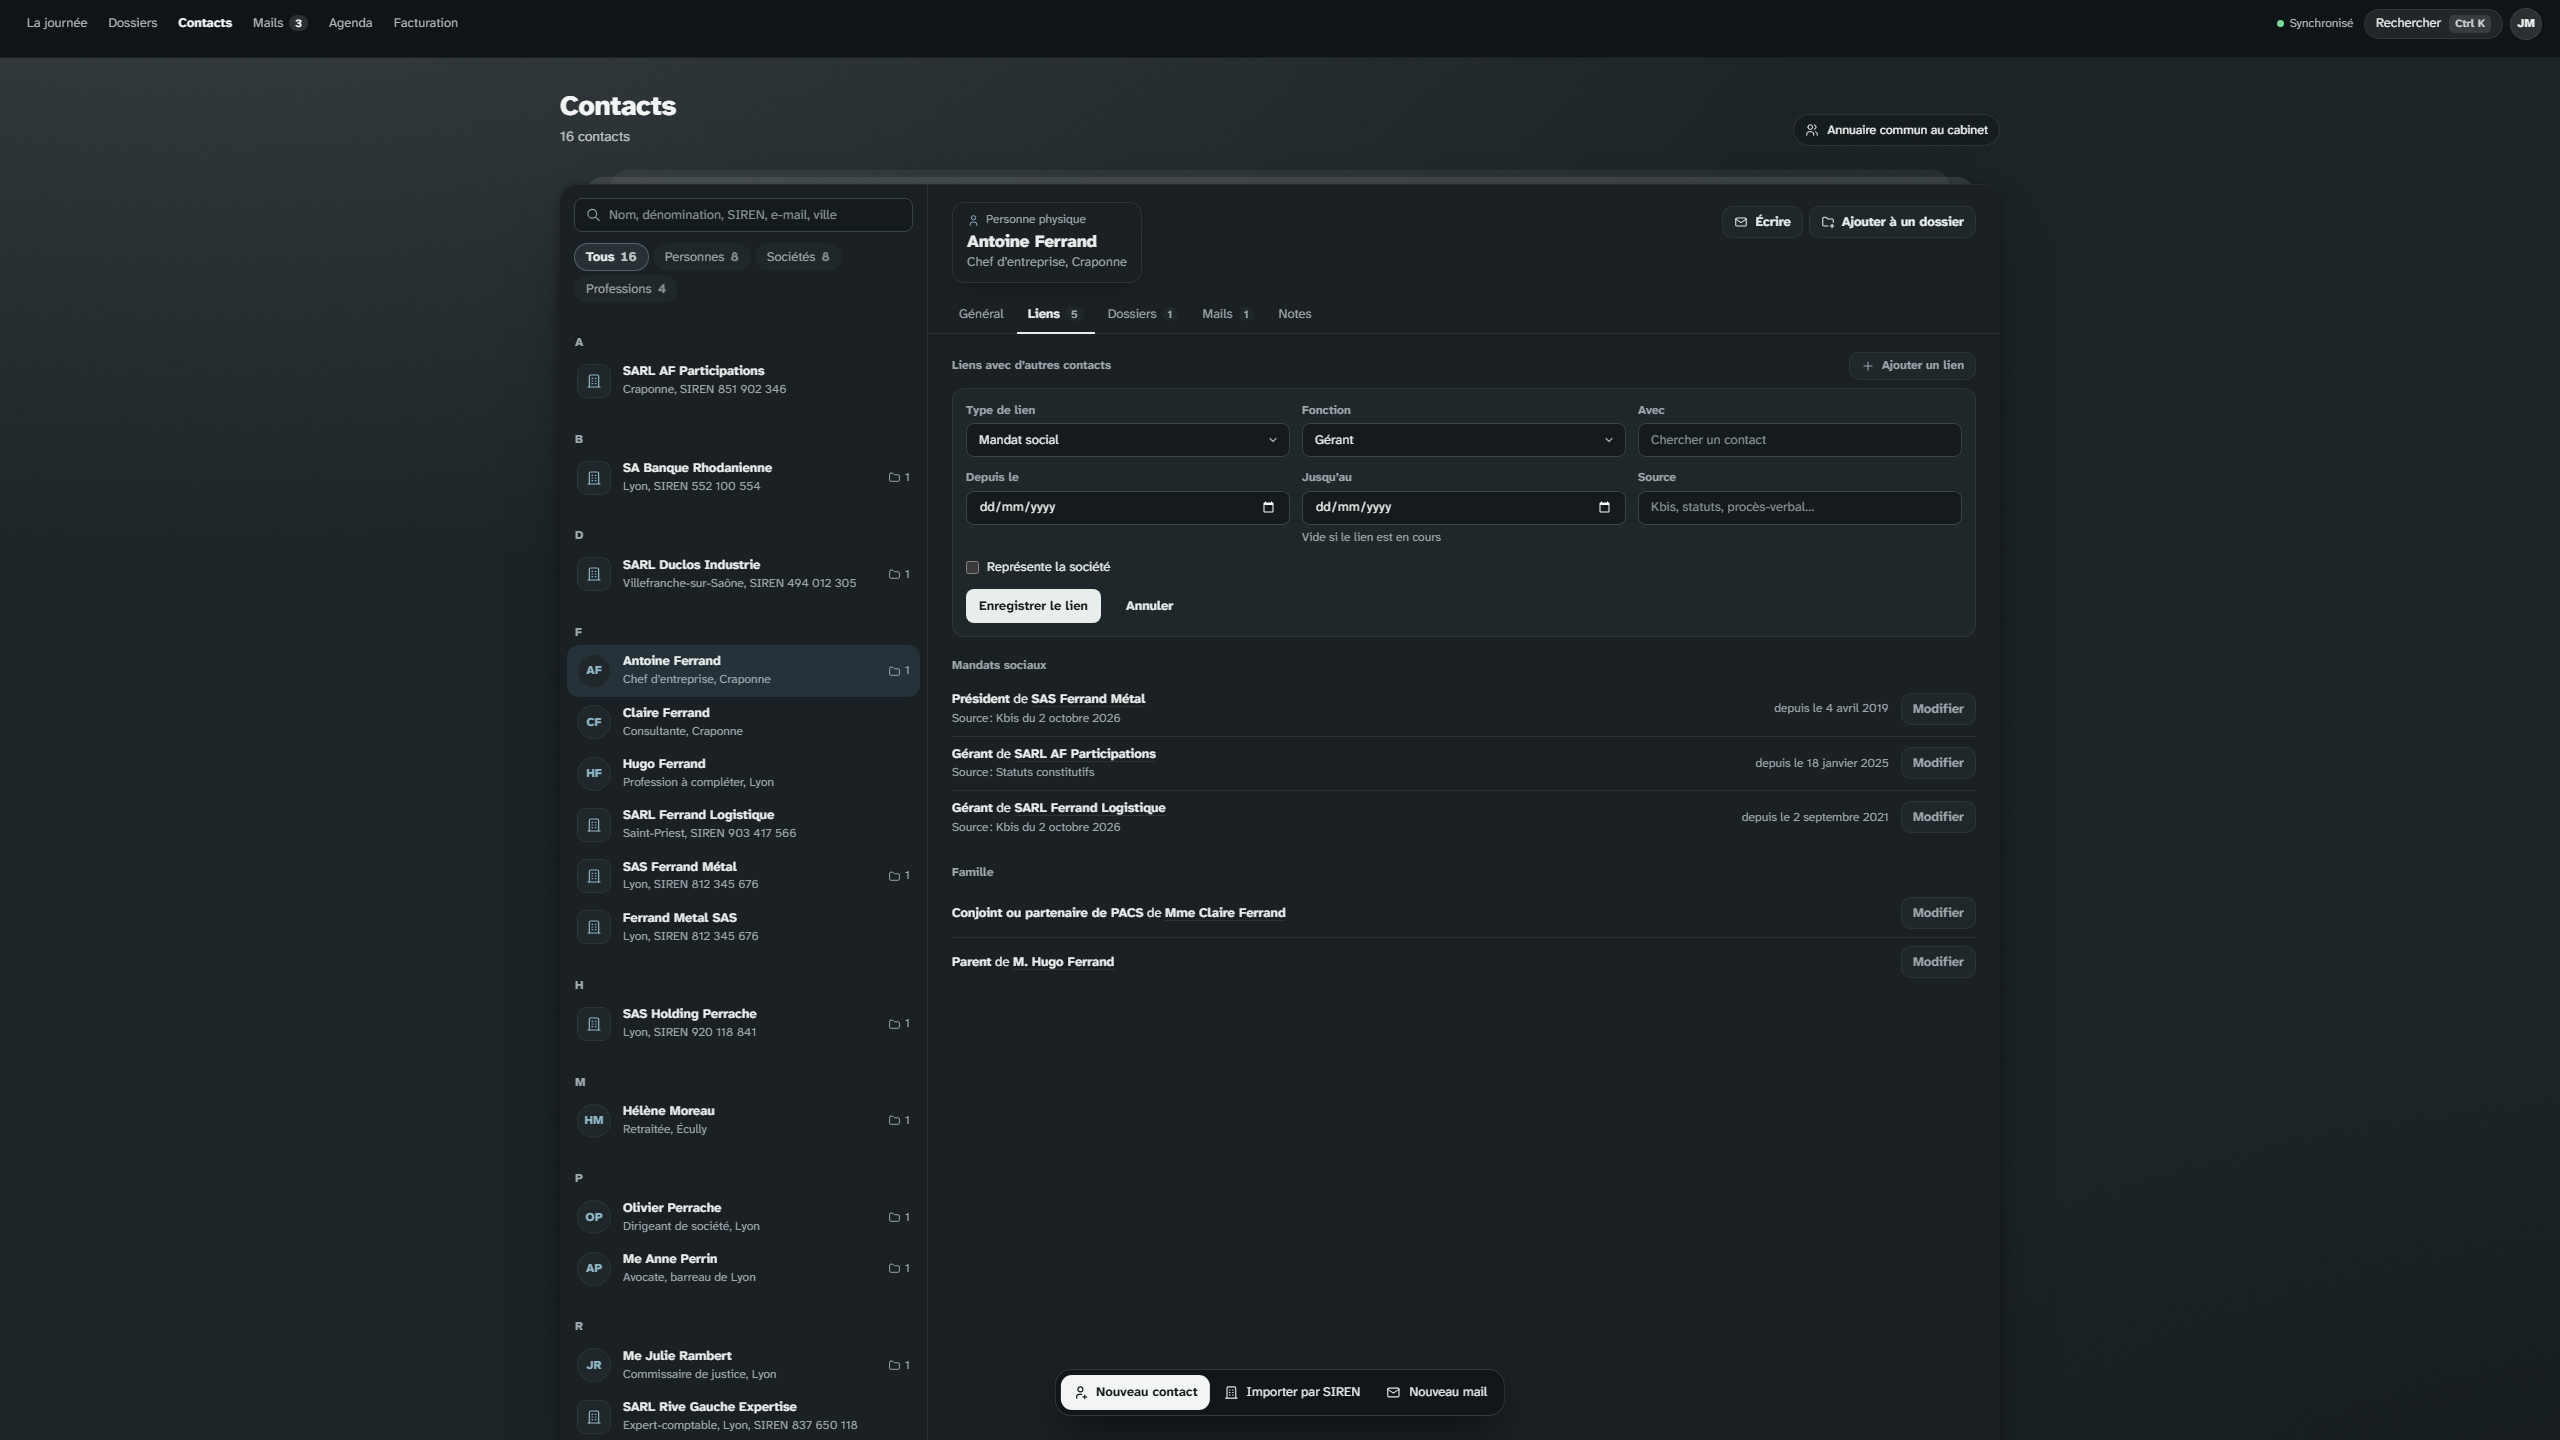 La journée Dossiers Contacts Mails 3 Agenda Facturation
Synchronisé Rechercher Ctrl K JM
Contacts
16 contacts
Annuaire commun au cabinet
Nom, dénomination, SIREN, e-mail, ville
Tous 16 Personnes 8 Sociétés 8
Professions 4
A
SARL AF Participations
Craponne, SIREN 851 902 346
B
SA Banque Rhodanienne
Lyon, SIREN 552 100 554
1
D
SARL Duclos Industrie
Villefranche-sur-Saône, SIREN 494 012 305
1
F
AF
Antoine Ferrand
Chef d'entreprise, Craponne
1
CF
Claire Ferrand
Consultante, Craponne
HF
Hugo Ferrand
Profession à compléter, Lyon
SARL Ferrand Logistique
Saint-Priest, SIREN 903 417 566
SAS Ferrand Métal
Lyon, SIREN 812 345 676
1
Ferrand Metal SAS
Lyon, SIREN 812 345 676
H
SAS Holding Perrache
Lyon, SIREN 920 118 841
1
M
HM
Hélène Moreau
Retraitée, Écully
1
P
OP
Olivier Perrache
Dirigeant de société, Lyon
1
AP
Me Anne Perrin
Avocate, barreau de Lyon
1
R
JR
Me Julie Rambert
Commissaire de justice, Lyon
1
SARL Rive Gauche Expertise
Expert-comptable, Lyon, SIREN 837 650 118
Personne physique
Antoine Ferrand
Chef d'entreprise, Craponne
Écrire Ajouter à un dossier
Général Liens 5 Dossiers 1 Mails 1 Notes
Liens avec d'autres contacts
Ajouter un lien
Type de lien Fonction Avec
Mandat social Gérant Chercher un contact
Depuis le Jusqu'au Source
dd/mm/yyyy dd/mm/yyyy Kbis, statuts, procès-verbal...
Vide si le lien est en cours
Représente la société
Enregistrer le lien Annuler
Mandats sociaux
Président de SAS Ferrand Métal
Source : Kbis du 2 octobre 2026
depuis le 4 avril 2019 Modifier
Gérant de SARL AF Participations
Source : Statuts constitutifs
depuis le 18 janvier 2025 Modifier
Gérant de SARL Ferrand Logistique
Source : Kbis du 2 octobre 2026
depuis le 2 septembre 2021 Modifier
Famille
Conjoint ou partenaire de PACS de Mme Claire Ferrand Modifier
Parent de M. Hugo Ferrand Modifier
Nouveau contact Importer par SIREN Nouveau mail